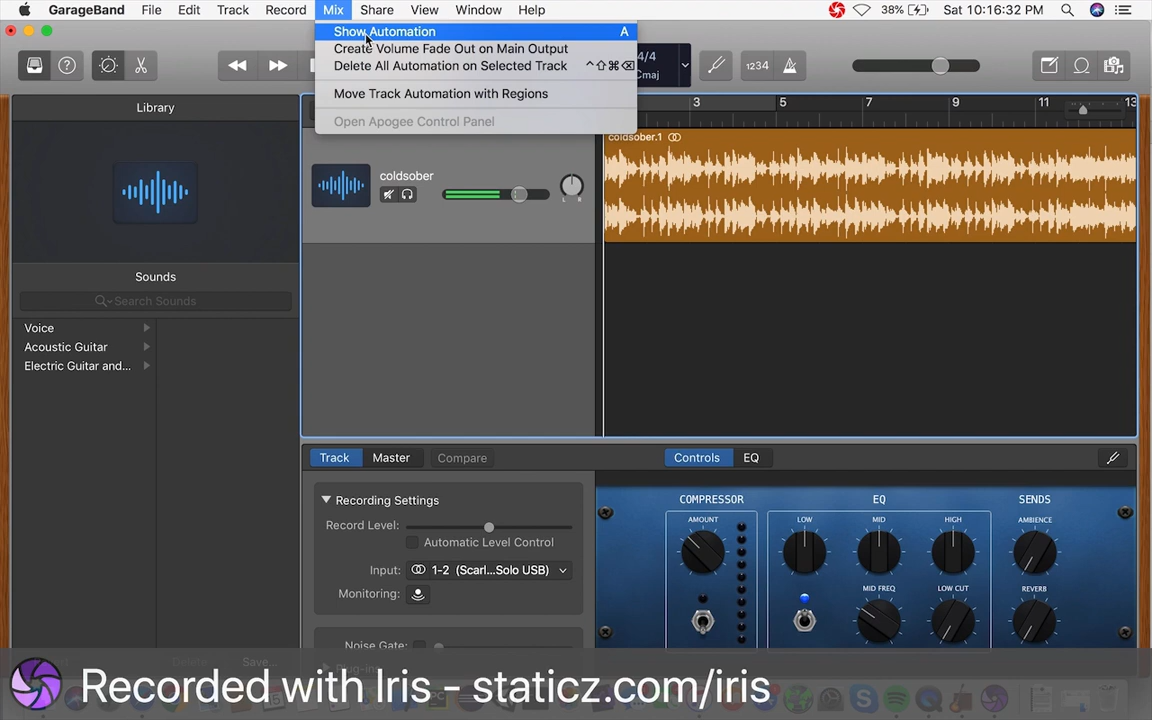 GarageBand File Edit Track Record Mix Share View Window Help 38% Sat 10:16:32 PM
Show Automation A
Create Volume Fade Out on Main Output
Delete All Automation on Selected Track ^⇧⌘⌫
Move Track Automation with Regions
Open Apogee Control Panel
4/4
Cmaj
1234
Library
3 5 7 9 11 13
coldsober.1
coldsober
L R
Sounds
Search Sounds
Voice
Acoustic Guitar
Electric Guitar and...
Track Master Compare Controls EQ
Recording Settings
Record Level:
Automatic Level Control
Input: 1-2 (Scarl...Solo USB)
Monitoring:
Noise Gate:
Plug-ins
COMPRESSOR EQ SENDS
AMOUNT LOW MID HIGH AMBIENCE
MID FREQ LOW CUT REVERB
Delete Save...
Recorded with Iris - staticz.com/iris